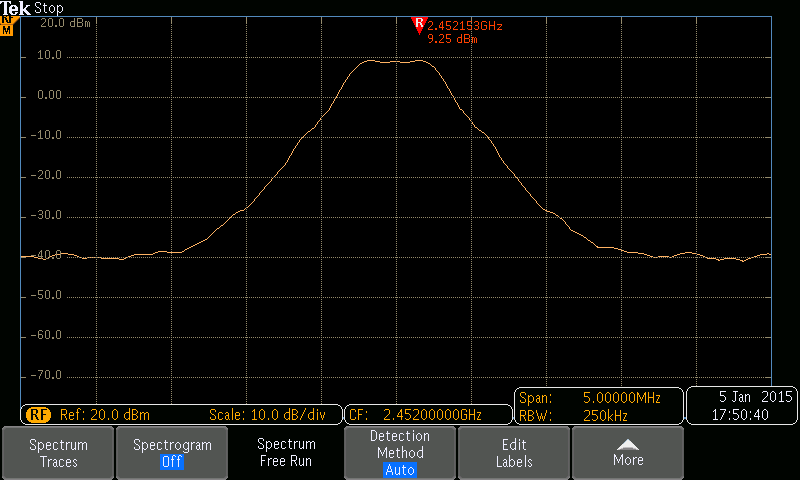 Tek Stop
RF
M
20.0 dBm
R
2.452153GHz
9.25 dBm
10.0
0.00
-10.0
-20.0
-30.0
-40.0
-50.0
-60.0
-70.0
RF Ref: 20.0 dBm Scale: 10.0 dB/div
CF: 2.45200000GHz
Span: 5.00000MHz
RBW: 250kHz
5 Jan 2015
17:50:40
Spectrum
Traces
Spectrogram
Off
Spectrum
Free Run
Detection
Method
Auto
Edit
Labels
More